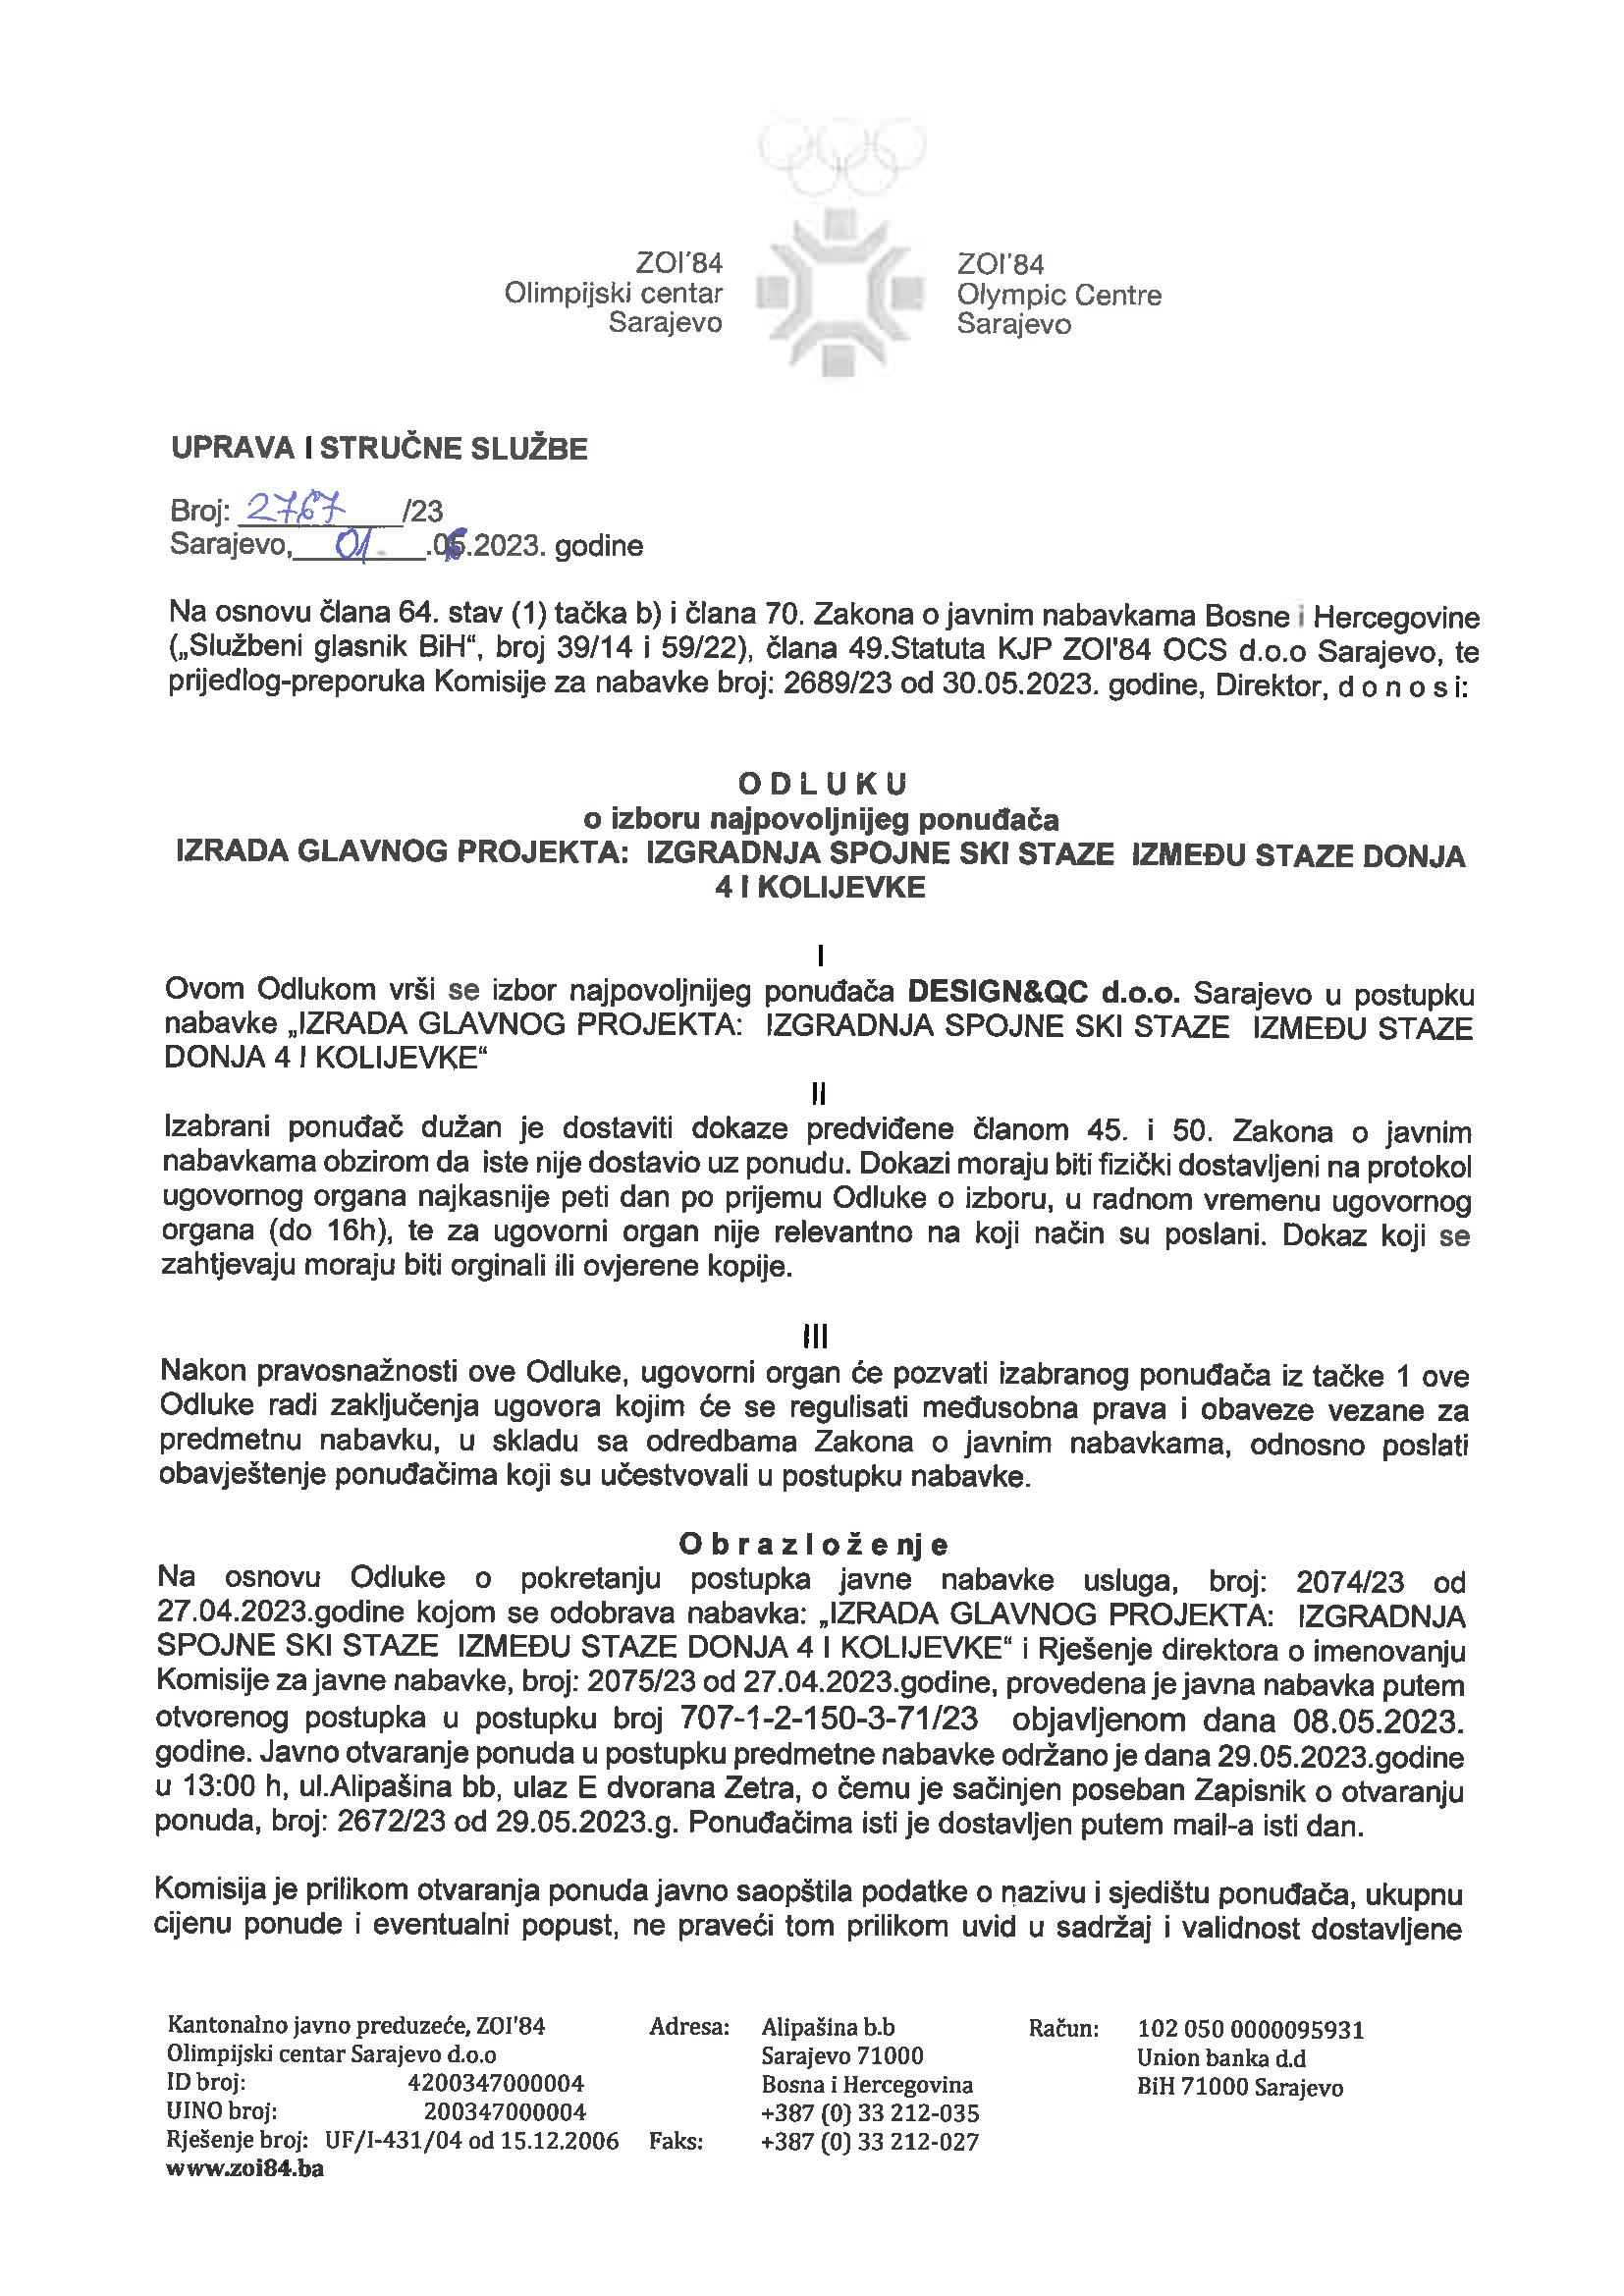 ZOI'84
Olimpijski centar
Sarajevo
ZOI'84
Olympic Centre
Sarajevo
UPRAVA I STRUČNE SLUŽBE
Broj: 2767 /23
Sarajevo, 01. .06.2023. godine
Na osnovu člana 64. stav (1) tačka b) i člana 70. Zakona o javnim nabavkama Bosne i Hercegovine
(„Službeni glasnik BiH“, broj 39/14 i 59/22), člana 49.Statuta KJP ZOI'84 OCS d.o.o Sarajevo, te
prijedlog-preporuka Komisije za nabavke broj: 2689/23 od 30.05.2023. godine, Direktor, d o n o s i:
O D L U K U
o izboru najpovoljnijeg ponuđača
IZRADA GLAVNOG PROJEKTA: IZGRADNJA SPOJNE SKI STAZE IZMEĐU STAZE DONJA
4 I KOLIJEVKE
I
Ovom Odlukom vrši se izbor najpovoljnijeg ponuđača DESIGN&QC d.o.o. Sarajevo u postupku
nabavke „IZRADA GLAVNOG PROJEKTA: IZGRADNJA SPOJNE SKI STAZE IZMEĐU STAZE
DONJA 4 I KOLIJEVKE“
II
Izabrani ponuđač dužan je dostaviti dokaze predviđene članom 45. i 50. Zakona o javnim
nabavkama obzirom da iste nije dostavio uz ponudu. Dokazi moraju biti fizički dostavljeni na protokol
ugovornog organa najkasnije peti dan po prijemu Odluke o izboru, u radnom vremenu ugovornog
organa (do 16h), te za ugovorni organ nije relevantno na koji način su poslani. Dokaz koji se
zahtjevaju moraju biti orginali ili ovjerene kopije.
III
Nakon pravosnažnosti ove Odluke, ugovorni organ će pozvati izabranog ponuđača iz tačke 1 ove
Odluke radi zaključenja ugovora kojim će se regulisati međusobna prava i obaveze vezane za
predmetnu nabavku, u skladu sa odredbama Zakona o javnim nabavkama, odnosno poslati
obavještenje ponuđačima koji su učestvovali u postupku nabavke.
O b r a z l o ž e nj e
Na osnovu Odluke o pokretanju postupka javne nabavke usluga, broj: 2074/23 od
27.04.2023.godine kojom se odobrava nabavka: „IZRADA GLAVNOG PROJEKTA: IZGRADNJA
SPOJNE SKI STAZE IZMEĐU STAZE DONJA 4 I KOLIJEVKE“ i Rješenje direktora o imenovanju
Komisije za javne nabavke, broj: 2075/23 od 27.04.2023.godine, provedena je javna nabavka putem
otvorenog postupka u postupku broj 707-1-2-150-3-71/23 objavljenom dana 08.05.2023.
godine. Javno otvaranje ponuda u postupku predmetne nabavke održano je dana 29.05.2023.godine
u 13:00 h, ul.Alipašina bb, ulaz E dvorana Zetra, o čemu je sačinjen poseban Zapisnik o otvaranju
ponuda, broj: 2672/23 od 29.05.2023.g. Ponuđačima isti je dostavljen putem mail-a isti dan.
Komisija je prilikom otvaranja ponuda javno saopštila podatke o nazivu i sjedištu ponuđača, ukupnu
cijenu ponude i eventualni popust, ne praveći tom prilikom uvid u sadržaj i validnost dostavljene
Kantonalno javno preduzeće, ZOI'84 Adresa: Alipašina b.b Račun: 102 050 0000095931
Olimpijski centar Sarajevo d.o.o Sarajevo 71000 Union banka d.d
ID broj: 4200347000004 Bosna i Hercegovina BiH 71000 Sarajevo
UINO broj: 200347000004 +387 (0) 33 212-035
Rješenje broj: UF/I-431/04 od 15.12.2006 Faks: +387 (0) 33 212-027
www.zoi84.ba